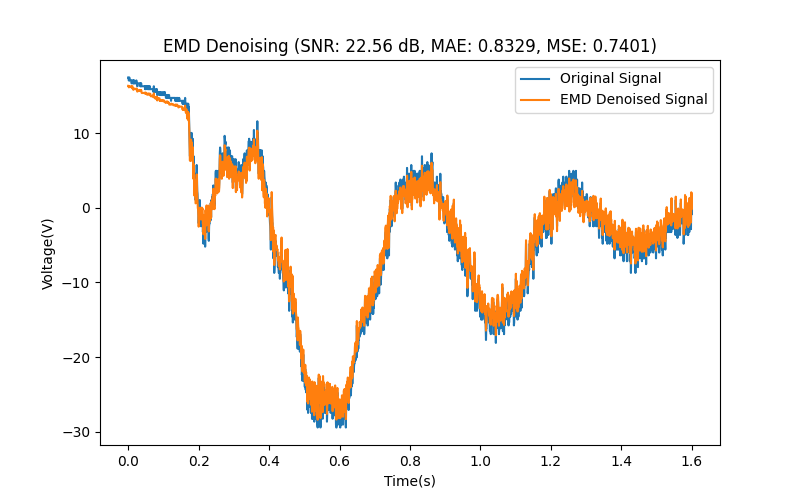 EMD Denoising (SNR: 22.56 dB, MAE: 0.8329, MSE: 0.7401)
Original Signal
EMD Denoised Signal
Voltage(V)
10
0
−10
−20
−30
0.0 0.2 0.4 0.6 0.8 1.0 1.2 1.4 1.6
Time(s)